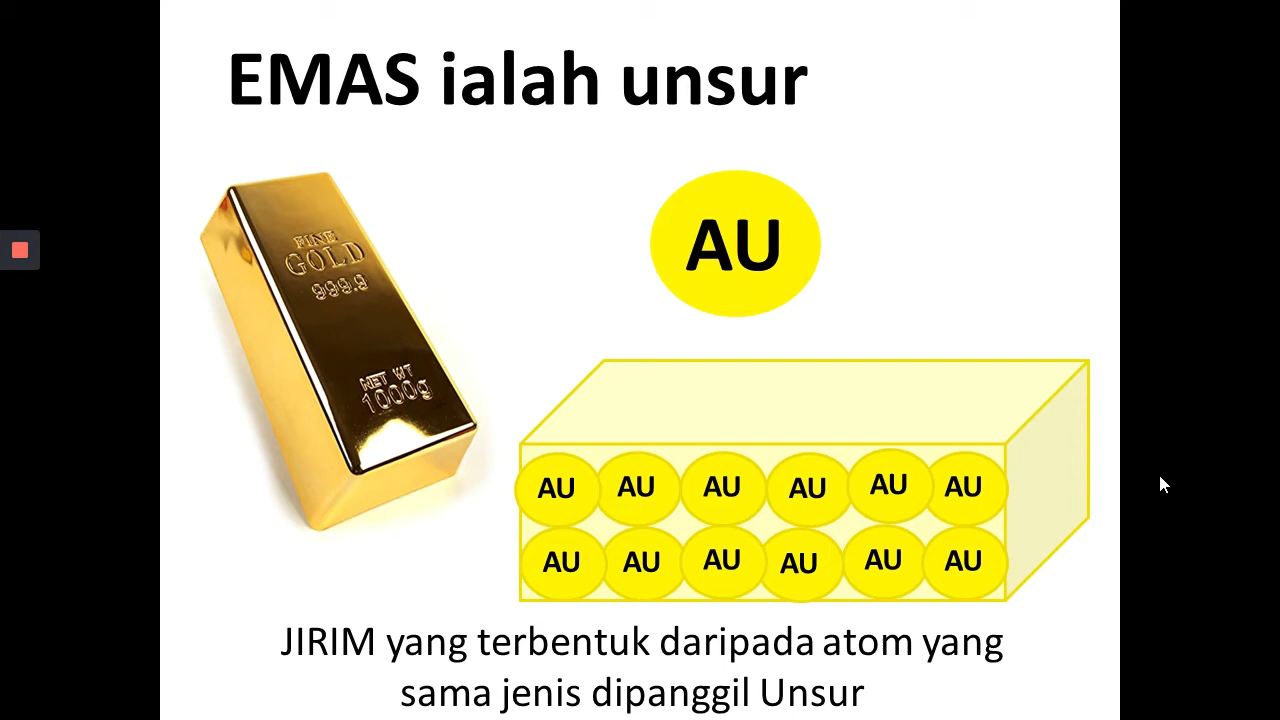 EMAS ialah unsur
FINE
GOLD
999.9
NET WT
1000g
AU
AU AU AU AU AU AU
AU AU AU AU AU AU
JIRIM yang terbentuk daripada atom yang
sama jenis dipanggil Unsur